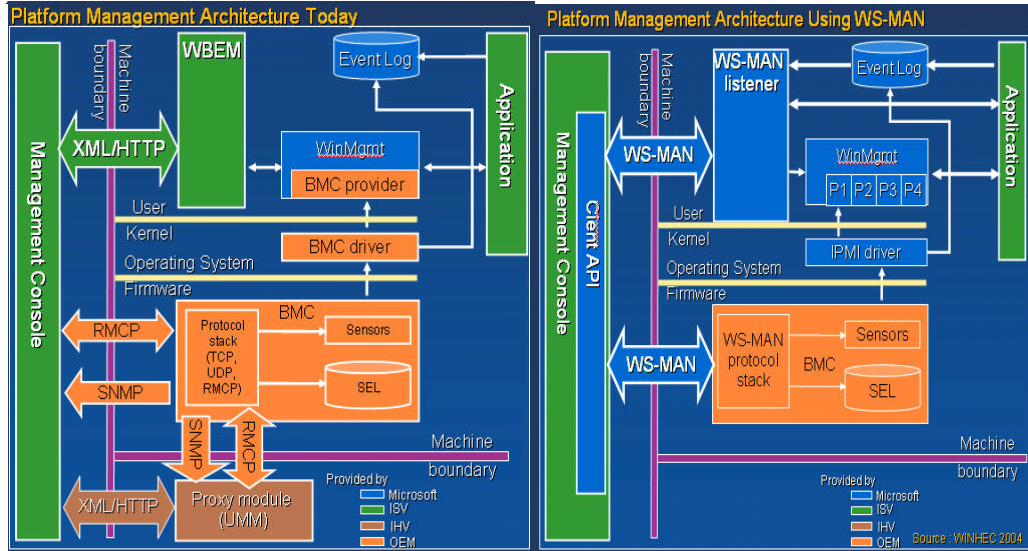 Platform Management Architecture Today
Management Console
Machine
boundary
WBEM
Event Log
Application
XML/HTTP
WinMgmt
BMC provider
User
Kernel
BMC driver
Operating System
Firmware
BMC
RMCP
Protocol
stack
(TCP,
UDP,
RMCP)
Sensors
SEL
SNMP
SNMP
RMCP
Machine
boundary
XML/HTTP
Proxy module
(UMM)
Provided by
Microsoft
ISV
IHV
OEM
Platform Management Architecture Using WS-MAN
Management Console
Client API
Machine
boundary
WS-MAN
listener
Event Log
Application
WS-MAN
WinMgmt
P1 P2 P3 P4
User
Kernel
IPMI driver
Operating System
Firmware
WS-MAN
WS-MAN
protocol
stack
BMC
Sensors
SEL
Machine
boundary
Provided by
Microsoft
ISV
IHV
OEM
Source : WINHEC 2004